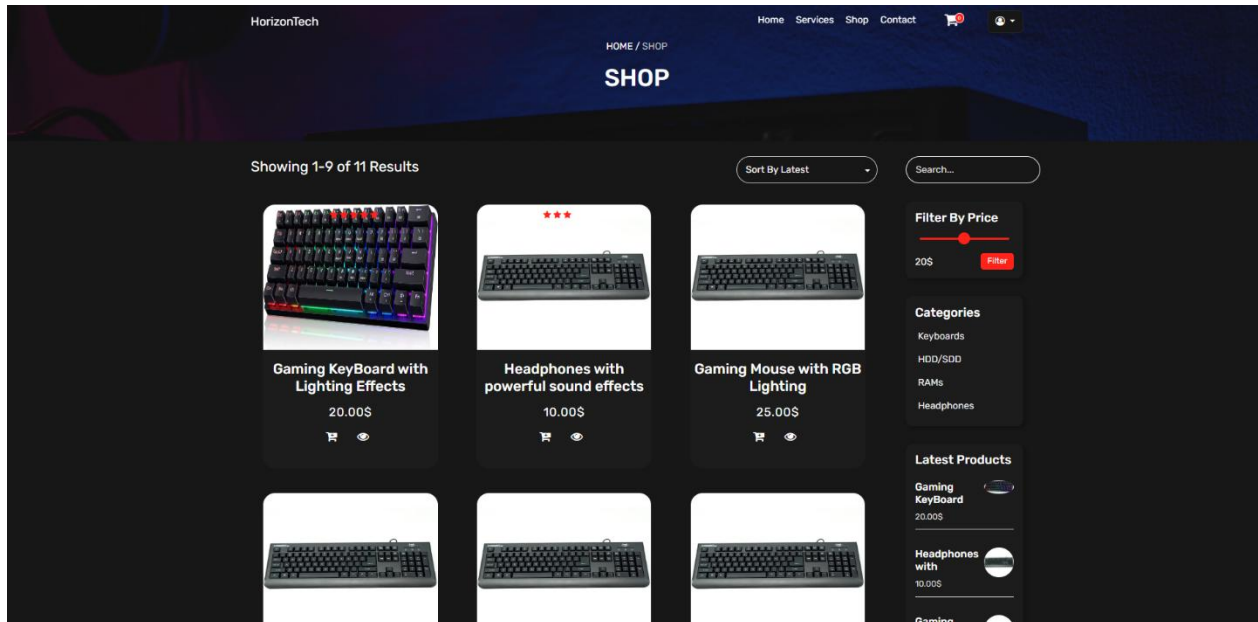 HorizonTech
Home Services Shop Contact
0
HOME / SHOP
SHOP
Showing 1-9 of 11 Results
Sort By Latest
Search...
Gaming KeyBoard with
Lighting Effects
20.00$
Headphones with
powerful sound effects
10.00$
Gaming Mouse with RGB
Lighting
25.00$
Filter By Price
20$
Filter
Categories
Keyboards
HDD/SDD
RAMs
Headphones
Latest Products
Gaming
KeyBoard
20.00$
Headphones
with
10.00$
Gaming